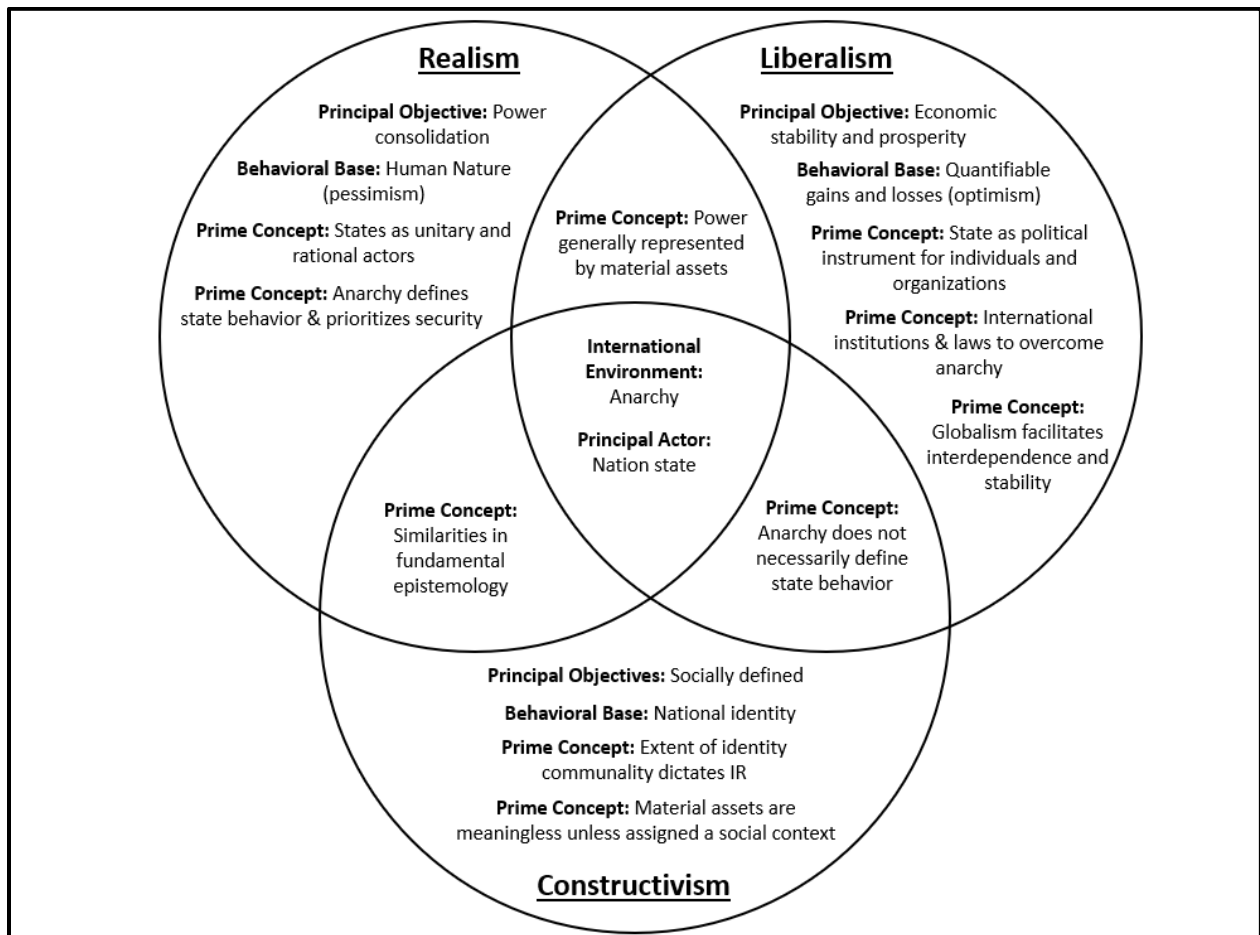 Realism
Principal Objective: Power
consolidation
Behavioral Base: Human Nature
(pessimism)
Prime Concept: States as unitary and
rational actors
Prime Concept: Anarchy defines
state behavior & prioritizes security
Liberalism
Principal Objective: Economic
stability and prosperity
Behavioral Base: Quantifiable
gains and losses (optimism)
Prime Concept: State as political
instrument for individuals and
organizations
Prime Concept: International
institutions & laws to overcome
anarchy
Prime Concept:
Globalism facilitates
interdependence and
stability
Prime Concept: Power
generally represented
by material assets
International
Environment:
Anarchy
Principal Actor:
Nation state
Prime Concept:
Similarities in
fundamental
epistemology
Prime Concept:
Anarchy does not
necessarily define
state behavior
Principal Objectives: Socially defined
Behavioral Base: National identity
Prime Concept: Extent of identity
communality dictates IR
Prime Concept: Material assets are
meaningless unless assigned a social context
Constructivism